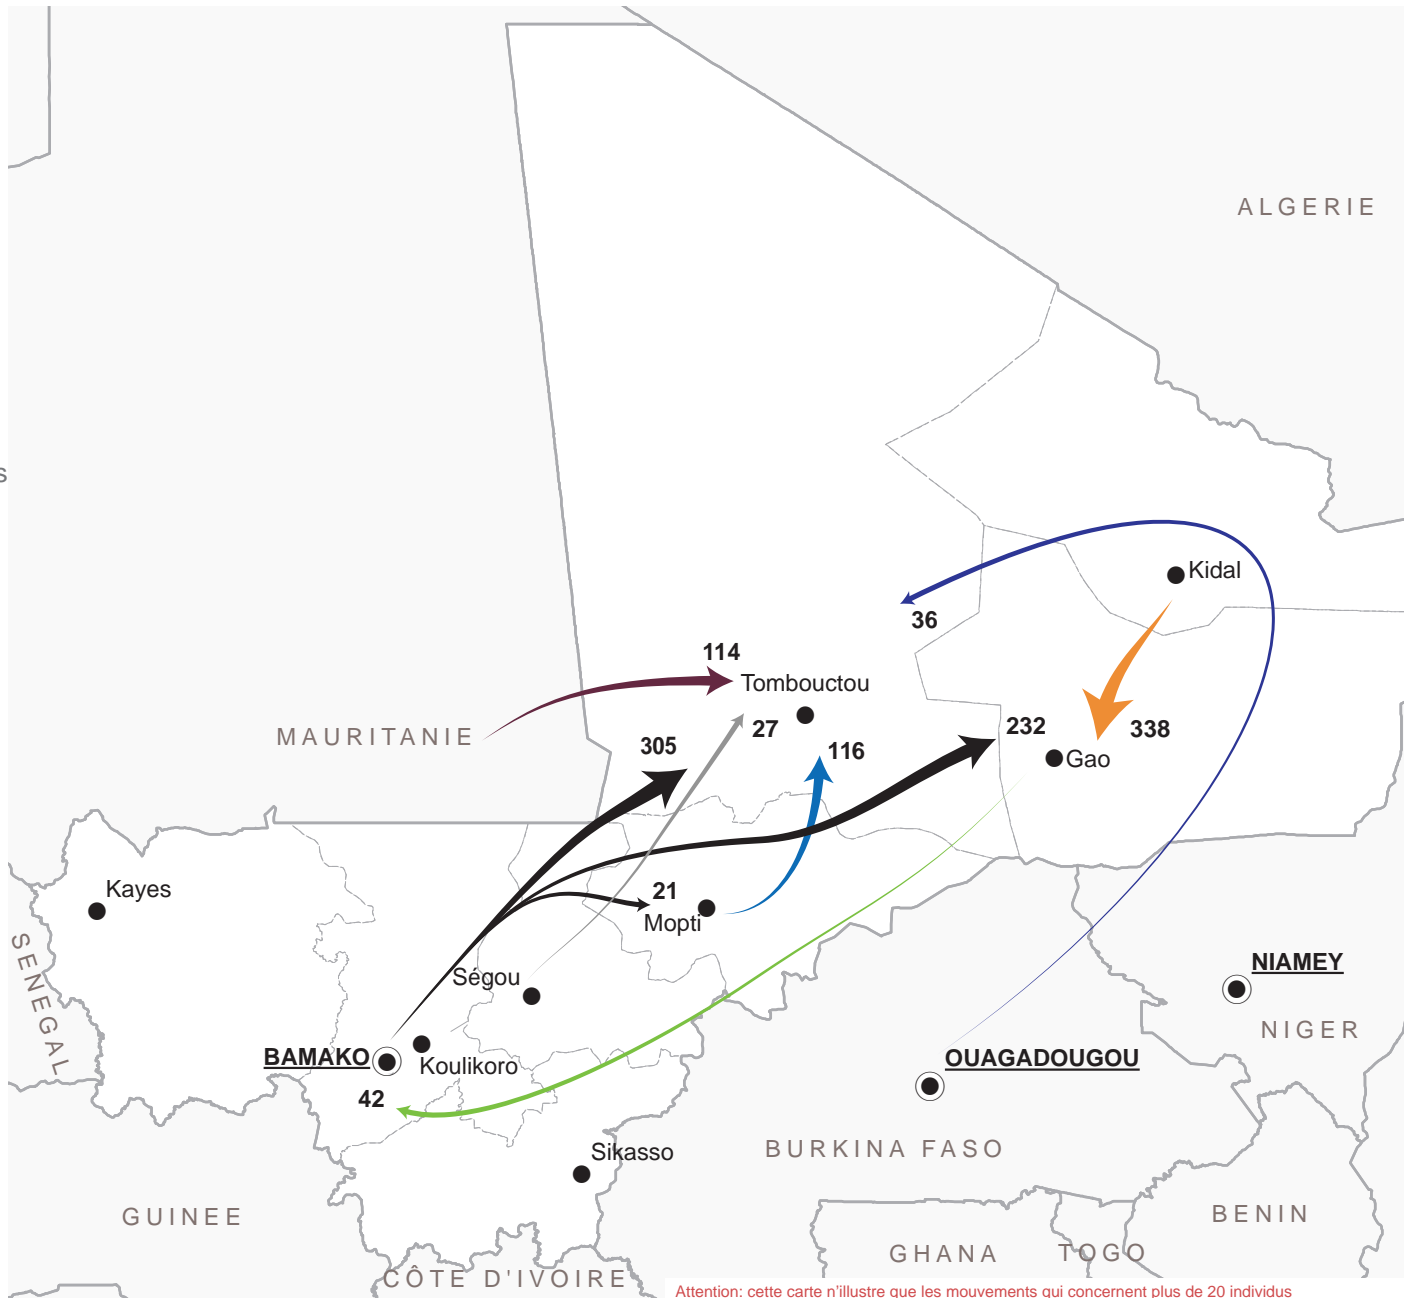 ALGERIE
s
Kidal
36
114
Tombouctou
27
232
338
MAURITANIE
305
116
Gao
Kayes
21
Mopti
SENEGAL
Ségou
NIAMEY
NIGER
BAMAKO
Koulikoro
OUAGADOUGOU
42
Sikasso
BURKINA FASO
GUINEE
BENIN
GHANA
TOGO
CÔTE D'IVOIRE
Attention: cette carte n’illustre que les mouvements qui concernent plus de 20 individus